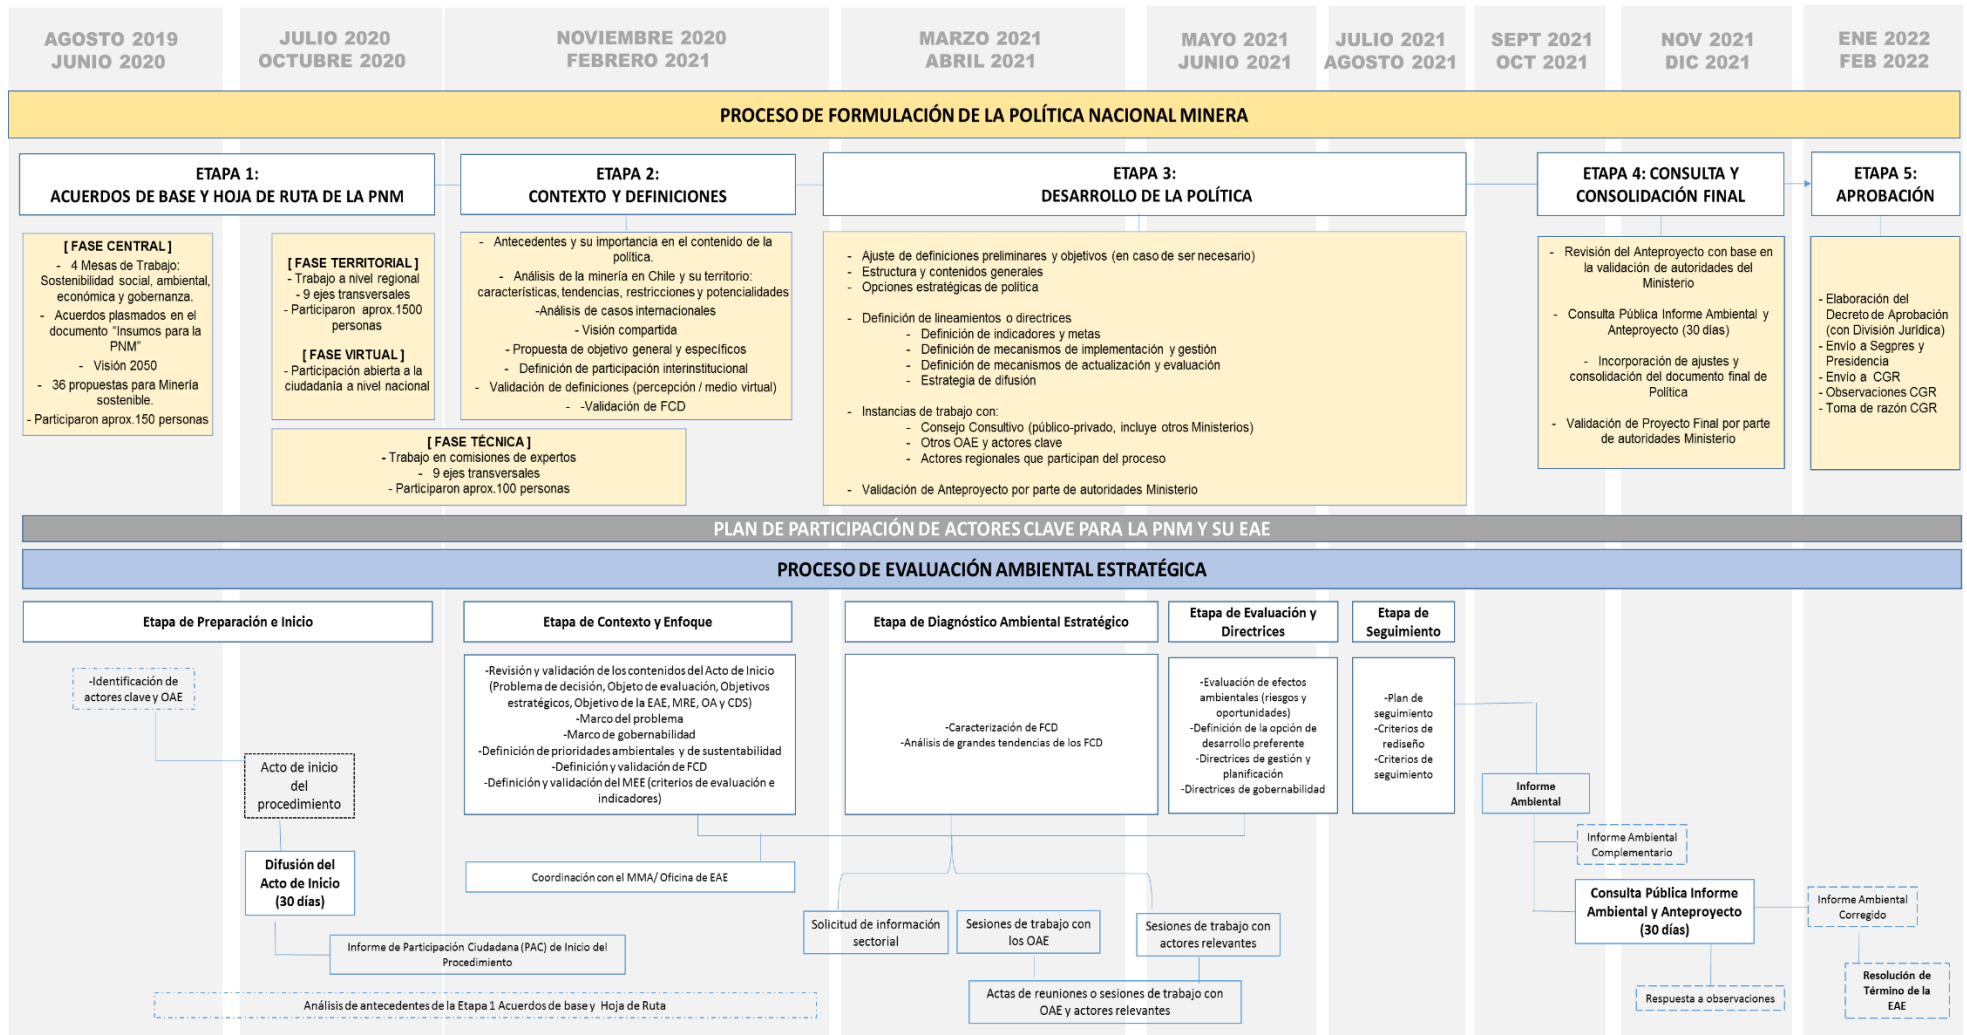 AGOSTO 2019
JUNIO 2020
JULIO 2020
OCTUBRE 2020
NOVIEMBRE 2020
FEBRERO 2021
MARZO 2021
ABRIL 2021
MAYO 2021
JUNIO 2021
JULIO 2021
AGOSTO 2021
SEPT 2021
OCT 2021
NOV 2021
DIC 2021
ENE 2022
FEB 2022
PROCESO DE FORMULACIÓN DE LA POLÍTICA NACIONAL MINERA
ETAPA 1:
ACUERDOS DE BASE Y HOJA DE RUTA DE LA PNM
ETAPA 2:
CONTEXTO Y DEFINICIONES
ETAPA 3:
DESARROLLO DE LA POLÍTICA
ETAPA 4: CONSULTA Y
CONSOLIDACIÓN FINAL
ETAPA 5:
APROBACIÓN
[ FASE CENTRAL ]
- 4 Mesas de Trabajo:
Sostenibilidad social, ambiental,
económica y gobernanza.
- Acuerdos plasmados en el
documento “Insumos para la
PNM”
- Visión 2050
- 36 propuestas para Minería
sostenible.
- Participaron aprox.150 personas
[ FASE TERRITORIAL ]
- Trabajo a nivel regional
- 9 ejes transversales
- Participaron aprox.1500
personas
[ FASE VIRTUAL ]
- Participación abierta a la
ciudadanía a nivel nacional
[ FASE TÉCNICA ]
- Trabajo en comisiones de expertos
- 9 ejes transversales
- Participaron aprox.100 personas
- Antecedentes y su importancia en el contenido de la
política.
- Análisis de la minería en Chile y su territorio:
características, tendencias, restricciones y potencialidades
-Análisis de casos internacionales
- Visión compartida
- Propuesta de objetivo general y específicos
- Definición de participación interinstitucional
- Validación de definiciones (percepción / medio virtual)
- -Validación de FCD
- Ajuste de definiciones preliminares y objetivos (en caso de ser necesario)
- Estructura y contenidos generales
- Opciones estratégicas de política
- Definición de lineamientos o directrices
- Definición de indicadores y metas
- Definición de mecanismos de implementación y gestión
- Definición de mecanismos de actualización y evaluación
- Estrategia de difusión
- Instancias de trabajo con:
- Consejo Consultivo (público-privado, incluye otros Ministerios)
- Otros OAE y actores clave
- Actores regionales que participan del proceso
- Validación de Anteproyecto por parte de autoridades Ministerio
- Revisión del Anteproyecto con base en
la validación de autoridades del
Ministerio
- Consulta Pública Informe Ambiental y
Anteproyecto (30 días)
- Incorporación de ajustes y
consolidación del documento final de
Política
- Validación de Proyecto Final por parte
de autoridades Ministerio
- Elaboración del
Decreto de Aprobación
(con División Jurídica)
- Envío a Segpres y
Presidencia
- Envío a CGR
- Observaciones CGR
- Toma de razón CGR
PLAN DE PARTICIPACIÓN DE ACTORES CLAVE PARA LA PNM Y SU EAE
PROCESO DE EVALUACIÓN AMBIENTAL ESTRATÉGICA
Etapa de Preparación e Inicio
Etapa de Contexto y Enfoque
Etapa de Diagnóstico Ambiental Estratégico
Etapa de Evaluación y
Directrices
Etapa de
Seguimiento
-Identificación de
actores clave y OAE
Acto de inicio
del
procedimiento
Difusión del
Acto de Inicio
(30 días)
Informe de Participación Ciudadana (PAC) de Inicio del
Procedimiento
Análisis de antecedentes de la Etapa 1 Acuerdos de base y Hoja de Ruta
-Revisión y validación de los contenidos del Acto de Inicio
(Problema de decisión, Objeto de evaluación, Objetivos
estratégicos, Objetivo de la EAE, MRE, OA y CDS)
-Marco del problema
-Marco de gobernabilidad
-Definición de prioridades ambientales y de sustentabilidad
-Definición y validación de FCD
-Definición y validación del MEE (criterios de evaluación e
indicadores)
Coordinación con el MMA/ Oficina de EAE
-Caracterización de FCD
-Análisis de grandes tendencias de los FCD
-Evaluación de efectos
ambientales (riesgos y
oportunidades)
-Definición de la opción de
desarrollo preferente
-Directrices de gestión y
planificación
-Directrices de gobernabilidad
-Plan de
seguimiento
-Criterios de
rediseño
-Criterios de
seguimiento
Solicitud de información
sectorial
Sesiones de trabajo con
los OAE
Sesiones de trabajo con
actores relevantes
Actas de reuniones o sesiones de trabajo con
OAE y actores relevantes
Informe
Ambiental
Informe Ambiental
Complementario
Consulta Pública Informe
Ambiental y Anteproyecto
(30 días)
Respuesta a observaciones
Informe Ambiental
Corregido
Resolución de
Término de la
EAE